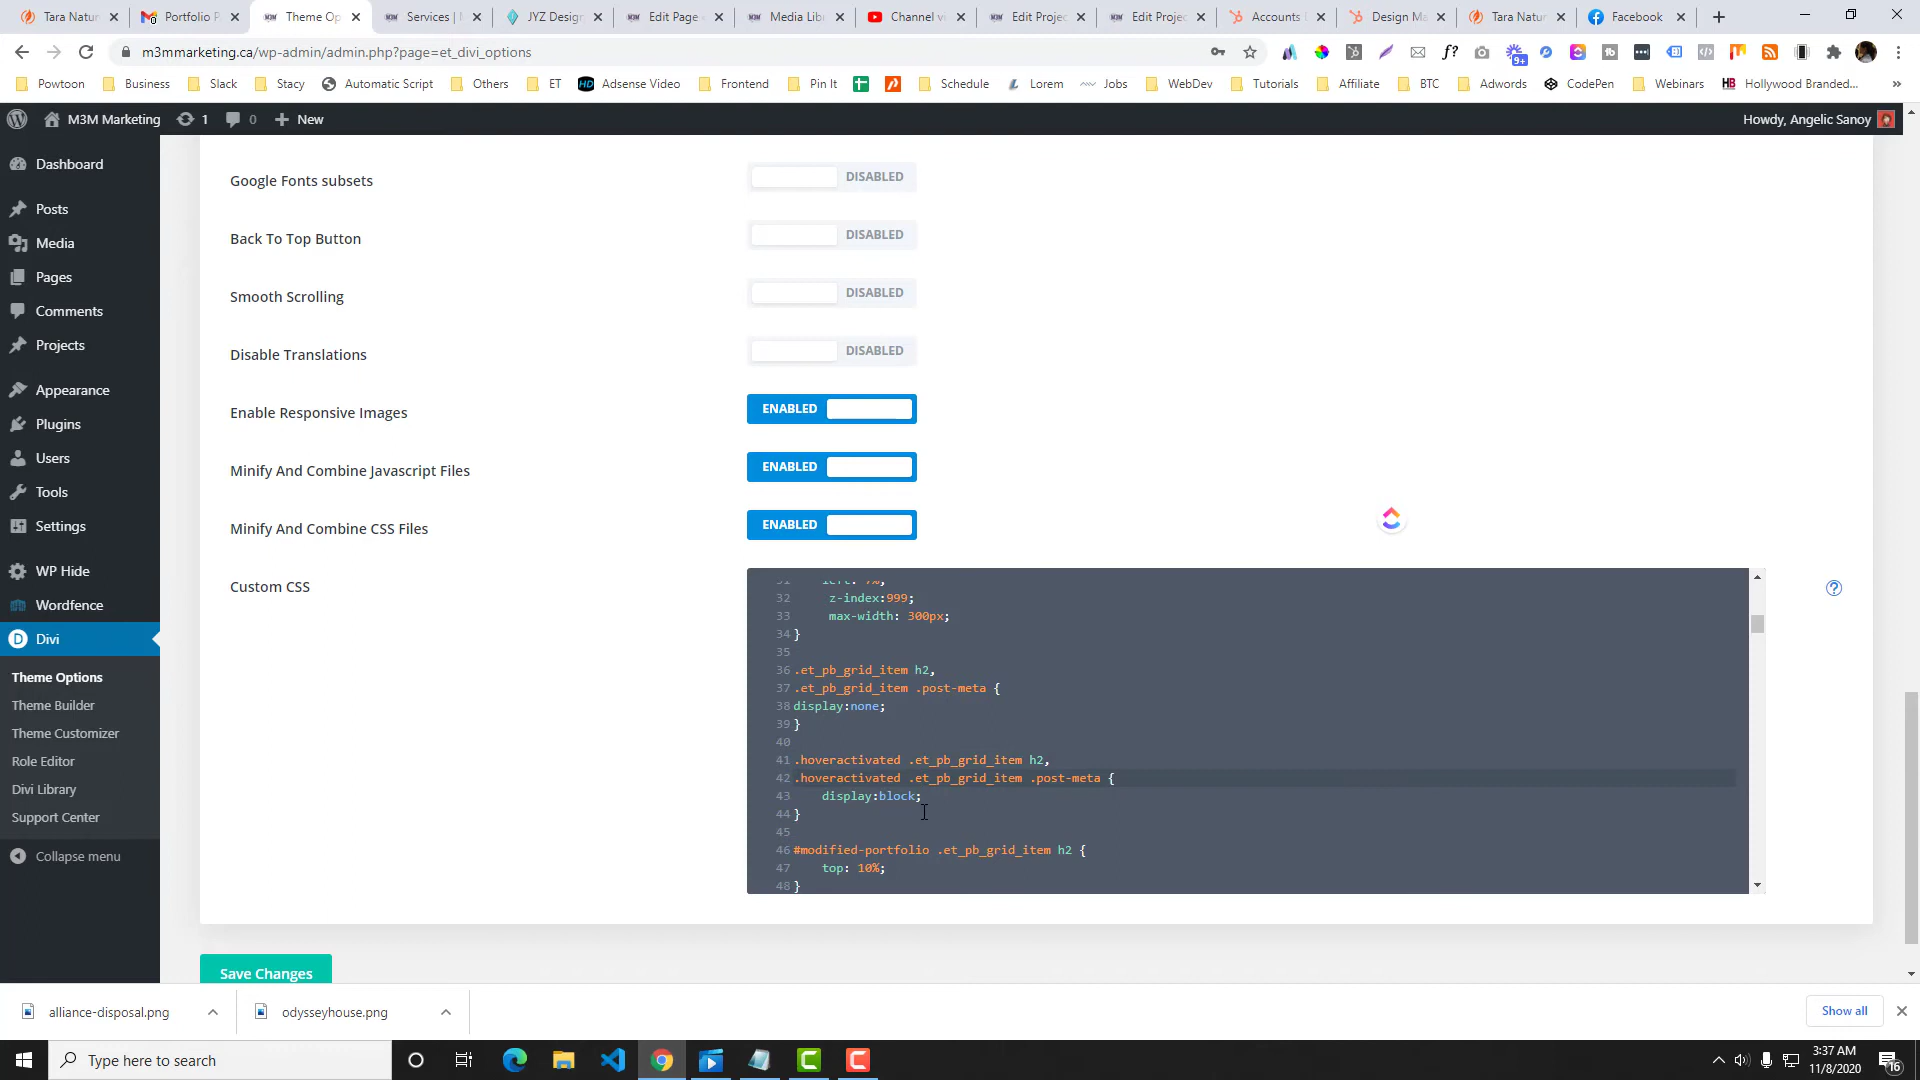 Tara Natur
Portfolio P
Theme Op
Services |
JYZ Design
Edit Page
Media Lib
Channel vi
Edit Projec
Edit Projec
Accounts
Design Ma
Tara Natur
Facebook
m3mmarketing.ca/wp-admin/admin.php?page=et_divi_options
f?
9+
Powtoon
Business
Slack
Stacy
Automatic Script
Others
ET
Adsense Video
Frontend
Pin It
Schedule
Lorem
Jobs
WebDev
Tutorials
Affiliate
BTC
Adwords
CodePen
Webinars
HB
Hollywood Branded...
»
M3M Marketing
1
0
New
Howdy, Angelic Sanoy
Dashboard
Posts
Media
Pages
Comments
Projects
Appearance
Plugins
Users
Tools
Settings
WP Hide
Wordfence
D Divi
Theme Options
Theme Builder
Theme Customizer
Role Editor
Divi Library
Support Center
Collapse menu
Google Fonts subsets
DISABLED
Back To Top Button
DISABLED
Smooth Scrolling
DISABLED
Disable Translations
DISABLED
Enable Responsive Images
ENABLED
Minify And Combine Javascript Files
ENABLED
Minify And Combine CSS Files
ENABLED
Custom CSS
31 left: 7%;
32 z-index:999;
33 max-width: 300px;
34 }
35
36 .et_pb_grid_item h2,
37 .et_pb_grid_item .post-meta {
38 display:none;
39 }
40
41 .hoveractivated .et_pb_grid_item h2,
42 .hoveractivated .et_pb_grid_item .post-meta {
43 display:block;
44 }
45
46 #modified-portfolio .et_pb_grid_item h2 {
47 top: 10%;
48 }
?
Save Changes
alliance-disposal.png
odysseyhouse.png
Show all
Type here to search
3:37 AM
11/8/2020
16